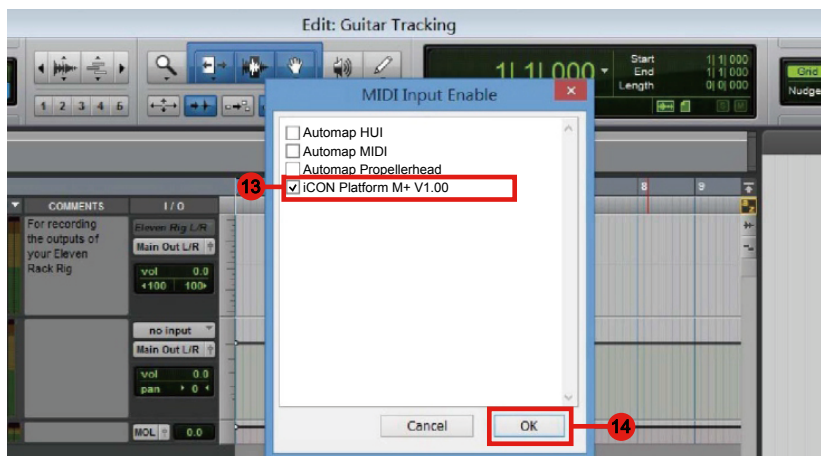 Edit: Guitar Tracking
1| 1| 000
Start 1| 1| 000
End 1| 1| 000
Length 0| 0| 000
Grid
Nudge
1 2 3 4 5
MIDI Input Enable
Automap HUI
Automap MIDI
Automap Propellerhead
13
iCON Platform M+ V1.00
8 9
COMMENTS I / O
For recording
the outputs of
your Eleven
Rack Rig
Eleven Rig L/R
Main Out L/R
vol 0.0
100 100
no input
Main Out L/R
vol 0.0
pan 0
MOL 0.0
Cancel OK
14